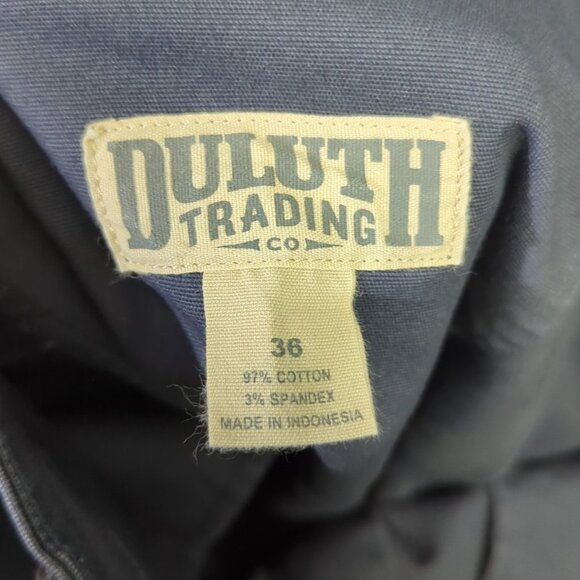 DULUTH
TRADING
CO
36
97% COTTON
3% SPANDEX
MADE IN INDONESIA